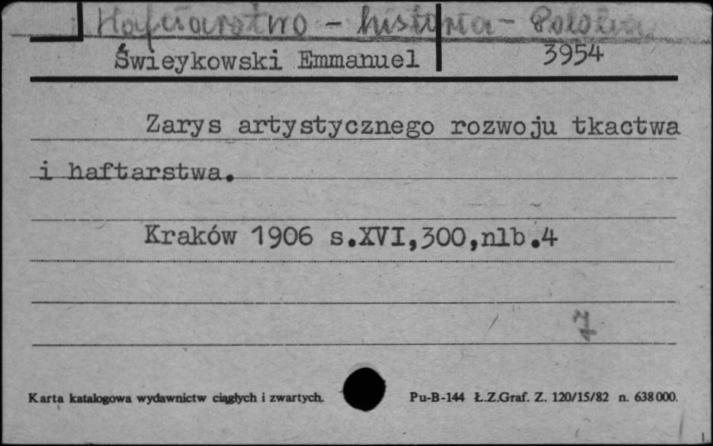 Hafciarstwo - historia - Polska
Świeykowski Emmanuel 3954
Zarys artystycznego rozwoju tkactwa
i haftarstwa.
Kraków 1906 s.XVI,300,nlb.4
7
Karta katalogowa wydawnictw ciągłych i zwartych. Pu-B-144 Ł.Z.Graf. Z. 120/15/82 n. 638000.